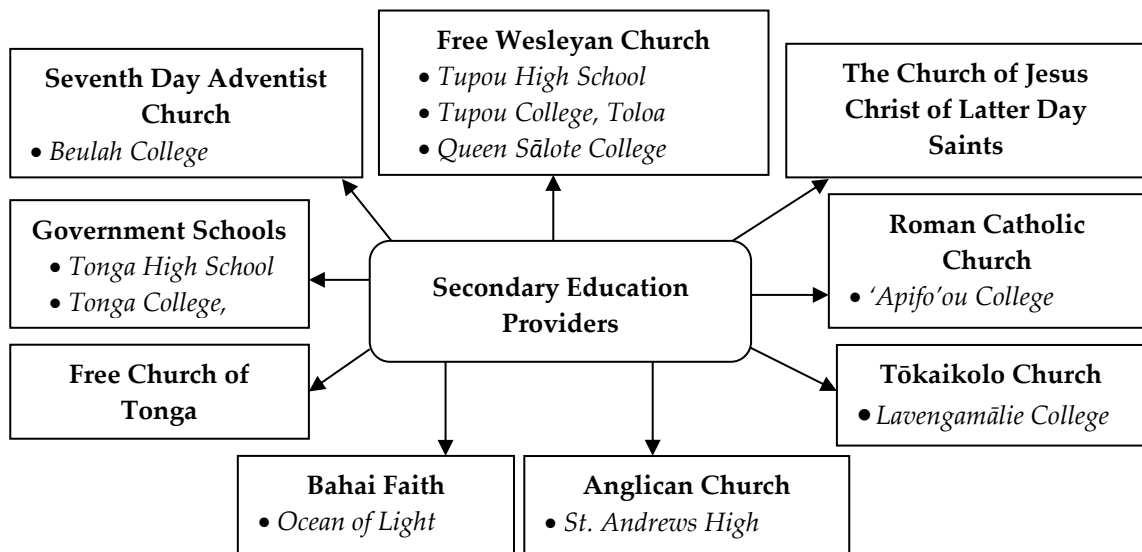 Seventh Day Adventist
Church
• Beulah College
Free Wesleyan Church
• Tupou High School
• Tupou College, Toloa
• Queen Sālote College
The Church of Jesus
Christ of Latter Day
Saints
Government Schools
• Tonga High School
• Tonga College,
Secondary Education
Providers
Roman Catholic
Church
• ‘Apifo’ou College
Free Church of
Tonga
Tōkaikolo Church
• Lavengamālie College
Bahai Faith
• Ocean of Light
Anglican Church
• St. Andrews High